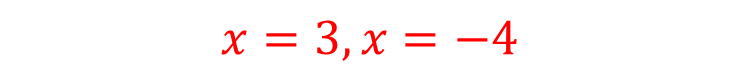 x = 3, x = −4